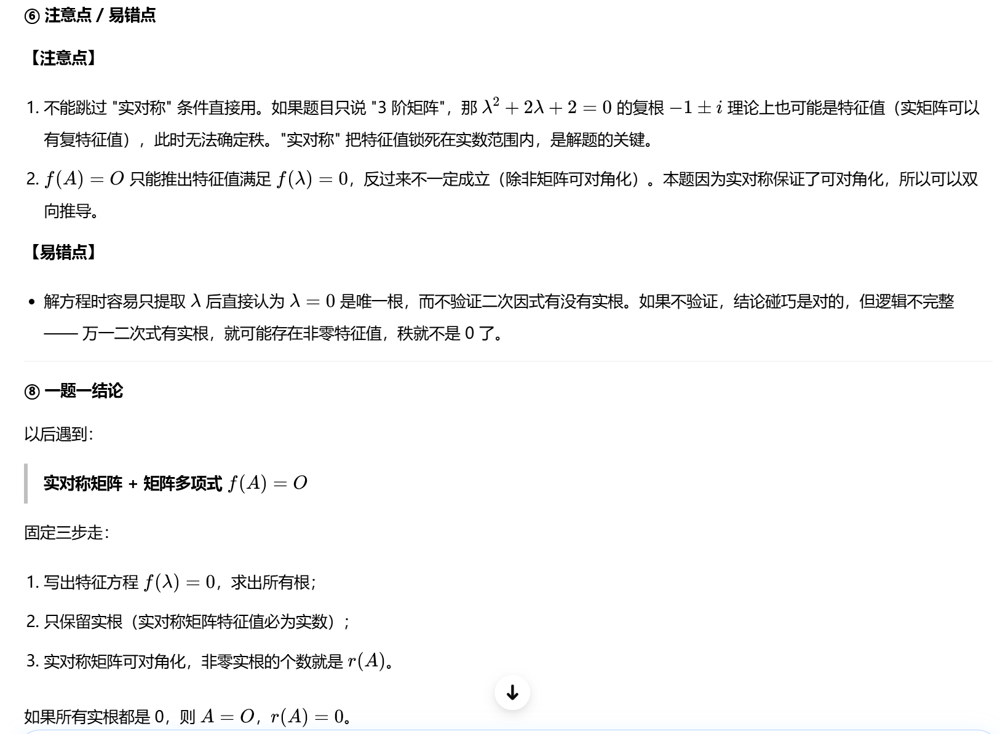 ⑥ 注意点 / 易错点
【注意点】
1. 不能跳过 "实对称" 条件直接用。如果题目只说 "3 阶矩阵"，那 λ² + 2λ + 2 = 0 的复根 −1 ± i 理论上也可能是特征值（实矩阵可以
有复特征值），此时无法确定秩。"实对称" 把特征值锁死在实数范围内，是解题的关键。
2. f(A) = O 只能推出特征值满足 f(λ) = 0，反过来不一定成立（除非矩阵可对角化）。本题因为实对称保证了可对角化，所以可以双
向推导。
【易错点】
• 解方程时容易只提取 λ 后直接认为 λ = 0 是唯一根，而不验证二次因式有没有实根。如果不验证，结论碰巧是对的，但逻辑不完整
—— 万一二次式有实根，就可能存在非零特征值，秩就不是 0 了。
⑧ 一题一结论
以后遇到：
实对称矩阵 + 矩阵多项式 f(A) = O
固定三步走：
1. 写出特征方程 f(λ) = 0，求出所有根；
2. 只保留实根（实对称矩阵特征值必为实数）；
3. 实对称矩阵可对角化，非零实根的个数就是 r(A)。
如果所有实根都是 0，则 A = O，r(A) = 0。